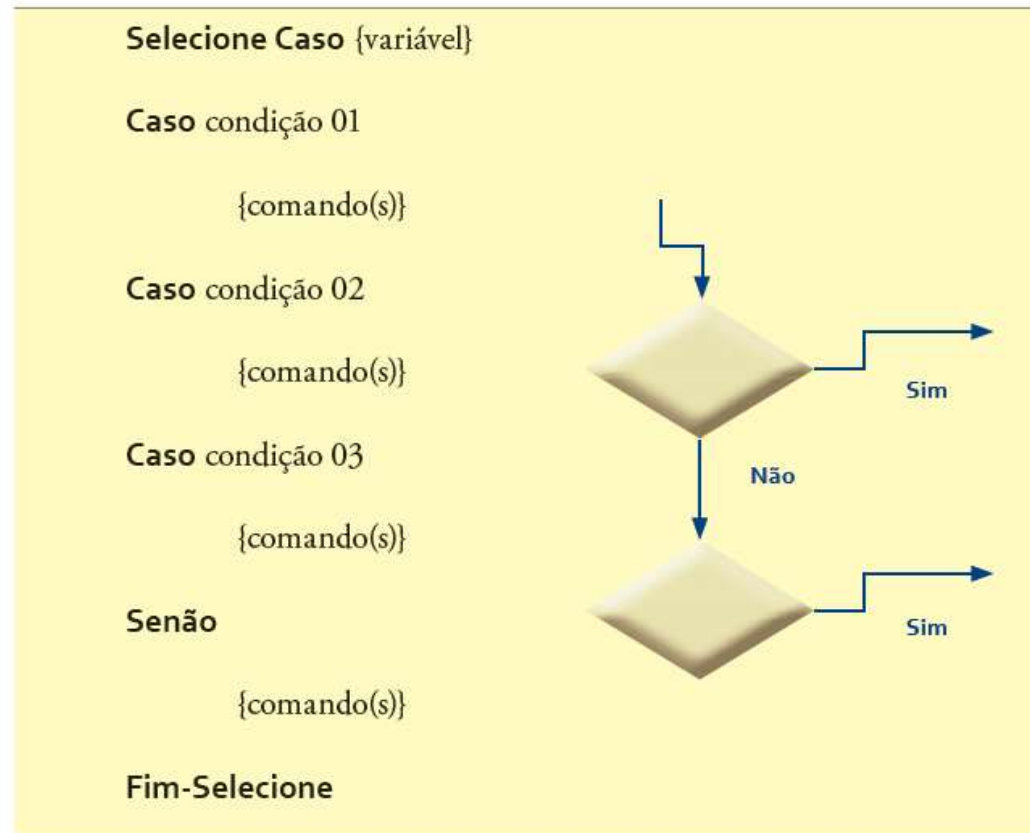 Selecione Caso {variável}
Caso condição 01
{comando(s)}
Caso condição 02
{comando(s)}
Caso condição 03
{comando(s)}
Senão
{comando(s)}
Fim-Selecione
Sim
Não
Sim